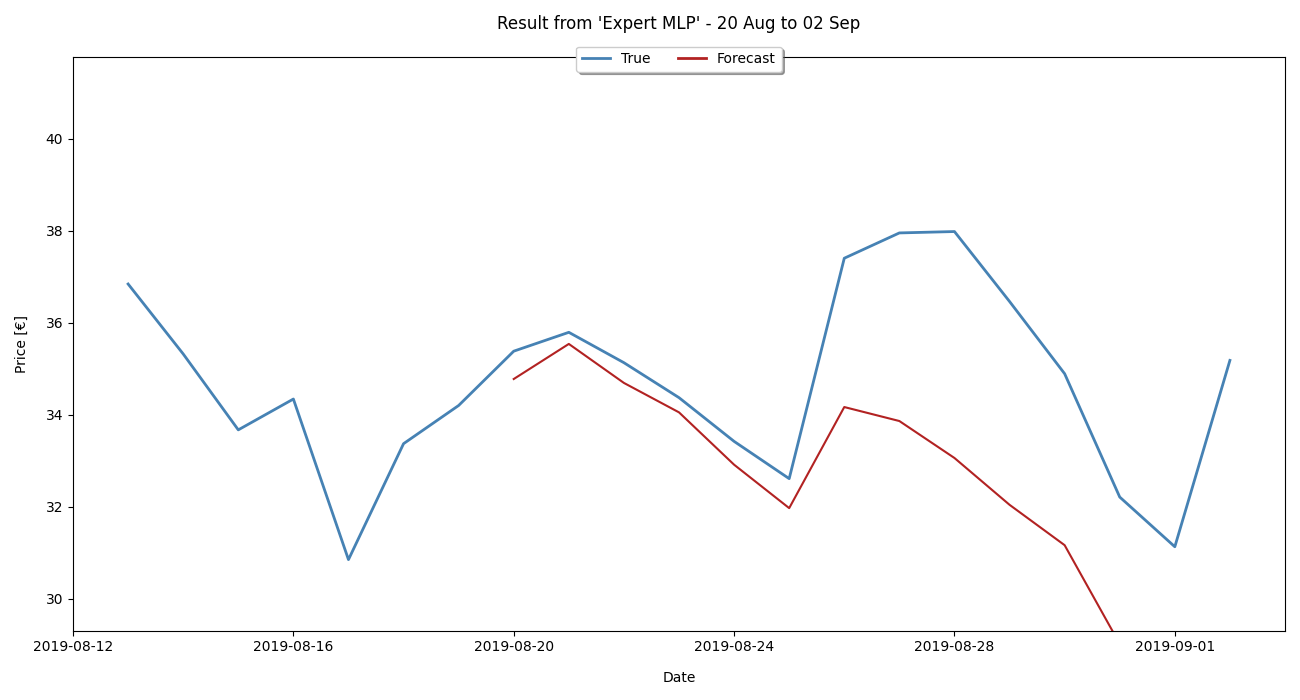 Result from 'Expert MLP' - 20 Aug to 02 Sep
True Forecast
40
38
36
34
32
30
Price [€]
2019-08-12 2019-08-16 2019-08-20 2019-08-24 2019-08-28 2019-09-01
Date